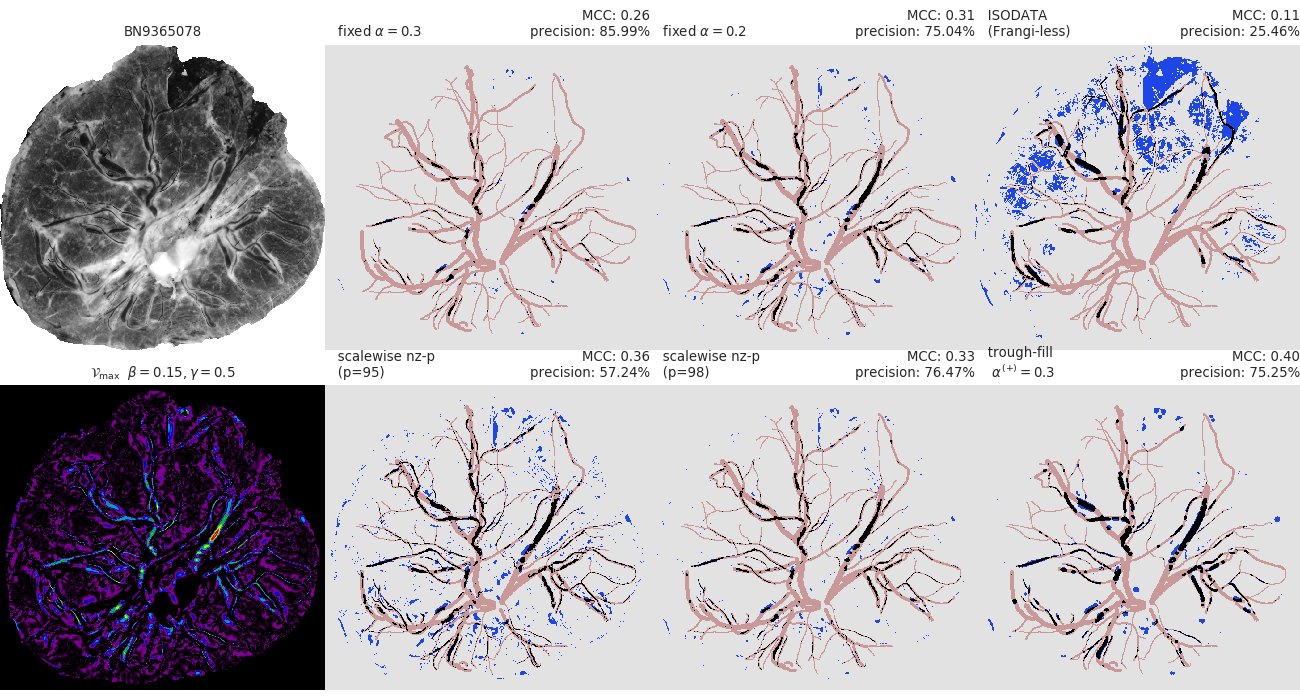 BN9365078
fixed α = 0.3
MCC: 0.26
precision: 85.99%
fixed α = 0.2
MCC: 0.31
precision: 75.04%
ISODATA
(Frangi-less)
MCC: 0.11
precision: 25.46%
𝒱max β = 0.15, γ = 0.5
scalewise nz-p
(p=95)
MCC: 0.36
precision: 57.24%
scalewise nz-p
(p=98)
MCC: 0.33
precision: 76.47%
trough-fill
α(+) = 0.3
MCC: 0.40
precision: 75.25%